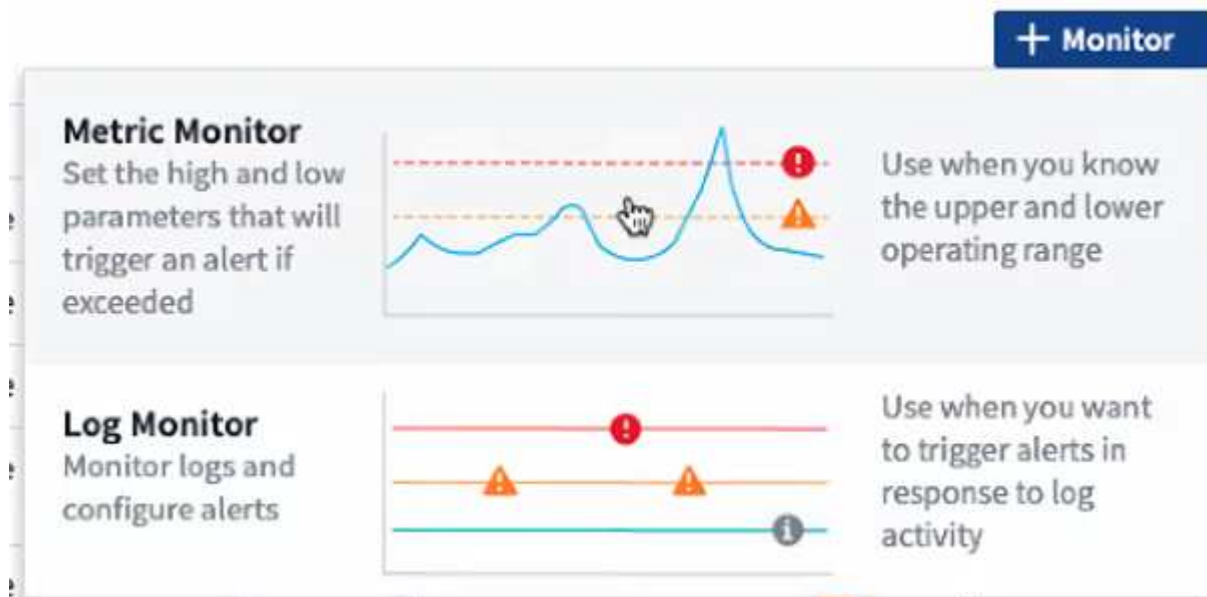 + Monitor
Metric Monitor
Set the high and low
parameters that will
trigger an alert if
exceeded
Use when you know
the upper and lower
operating range
Log Monitor
Monitor logs and
configure alerts
Use when you want
to trigger alerts in
response to log
activity